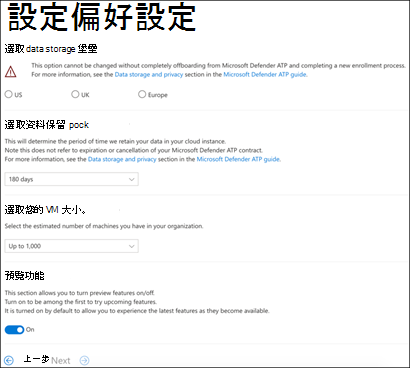 設定偏好設定
選取 data storage 堡壘
This option cannot be changed without completely offboarding from Microsoft Defender ATP and completing a new enrollment process.
For more information, see the Data storage and privacy section in the Microsoft Defender ATP guide.
US UK Europe
選取資料保留 pock
This will determine the period of time we retain your data in your cloud instance.
Note this does not refer to expiration or cancellation of your Microsoft Defender ATP contract.
For more information, see the Data storage and privacy section in the Microsoft Defender ATP guide.
180 days
選取您的 VM 大小。
Select the estimated number of machines you have in your organization.
Up to 1,000
預覽功能
This section allows you to turn preview features on/off.
Turn on to be among the first to try upcoming features.
It is turned on by default to allow you to experience the latest features as they become available.
On
上一步 Next